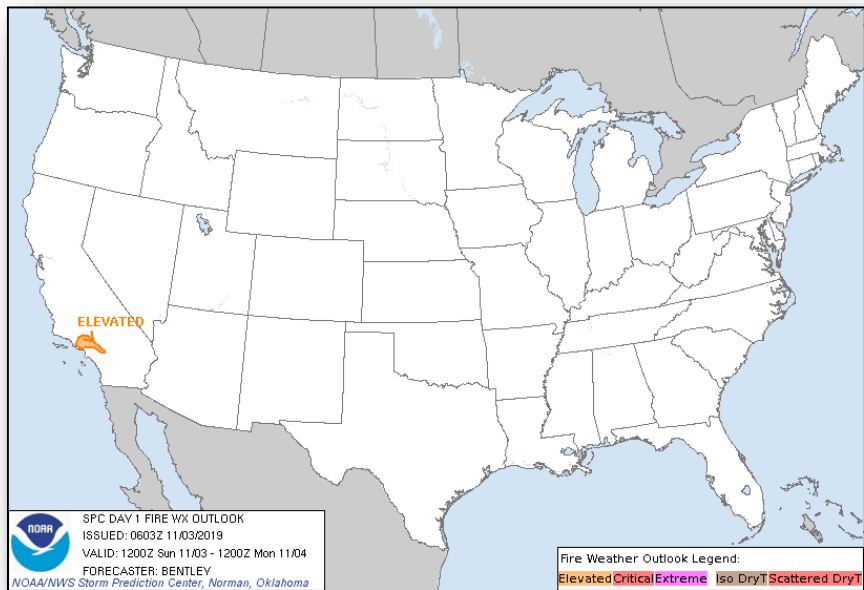 ELEVATED
NOAA
SPC DAY 1 FIRE WX OUTLOOK
ISSUED: 0603Z 11/03/2019
VALID: 1200Z Sun 11/03 - 1200Z Mon 11/04
FORECASTER: BENTLEY
NOAA/NWS Storm Prediction Center, Norman, Oklahoma
Fire Weather Outlook Legend:
Elevated Critical Extreme Iso DryT Scattered DryT